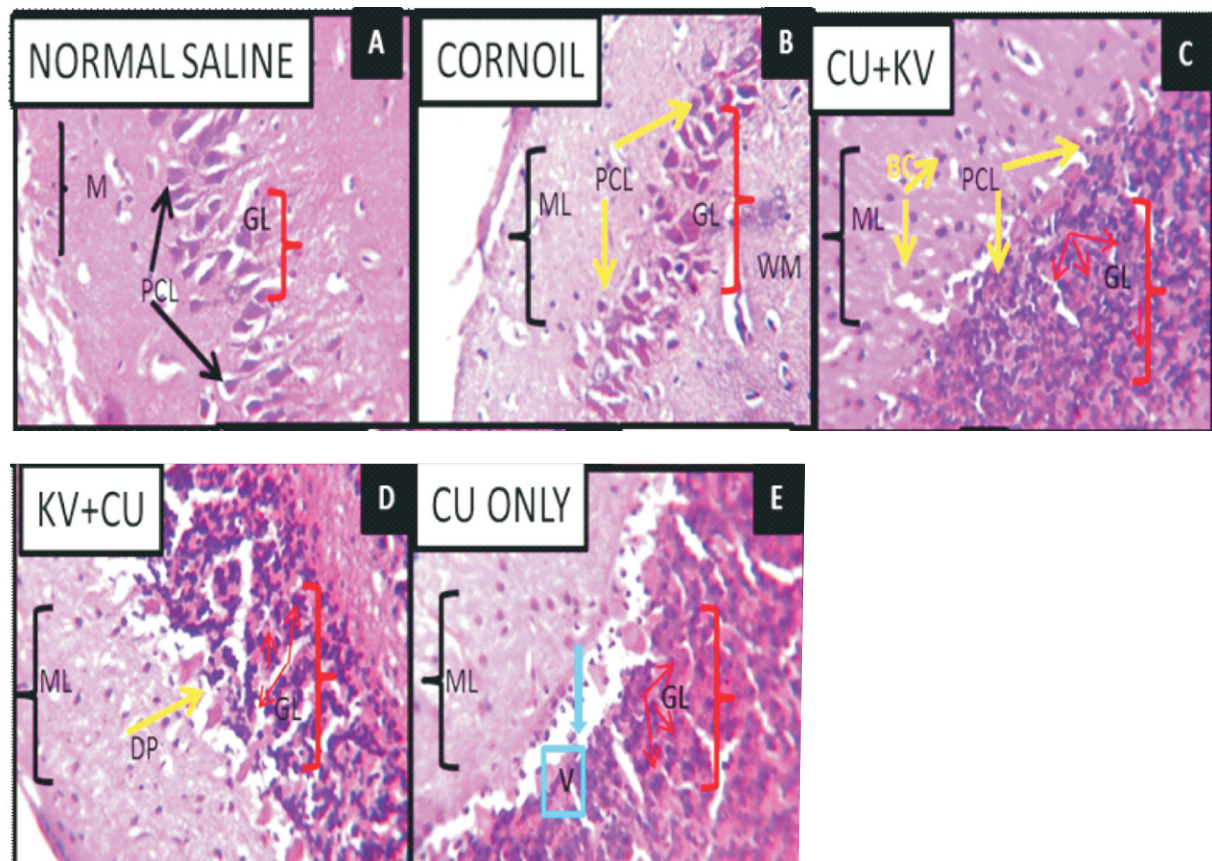 NORMAL SALINE
A
M
GL
PCL
CORNOIL
B
PCL
ML
GL
WM
CU+KV
C
BC
PCL
ML
GL
KV+CU
D
ML
GL
DP
CU ONLY
E
ML
GL
V